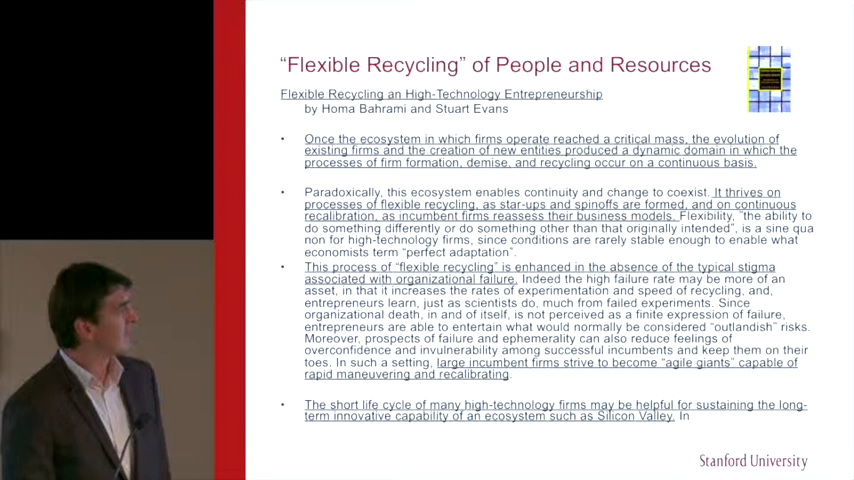 “Flexible Recycling” of People and Resources
Flexible Recycling an High-Technology Entrepreneurship
by Homa Bahrami and Stuart Evans
• Once the ecosystem in which firms operate reached a critical mass, the evolution of
existing firms and the creation of new entities produced a dynamic domain in which the
processes of firm formation, demise, and recycling occur on a continuous basis.
• Paradoxically, this ecosystem enables continuity and change to coexist. It thrives on
processes of flexible recycling, as star-ups and spinoffs are formed, and on continuous
recalibration, as incumbent firms reassess their business models. Flexibility, "the ability to
do something differently or do something other than that originally intended”, is a sine qua
non for high-technology firms, since conditions are rarely stable enough to enable what
economists term “perfect adaptation”.
• This process of “flexible recycling” is enhanced in the absence of the typical stigma
associated with organizational failure. Indeed the high failure rate may be more of an
asset, in that it increases the rates of experimentation and speed of recycling, and,
entrepreneurs learn, just as scientists do, much from failed experiments. Since
organizational death, in and of itself, is not perceived as a finite expression of failure,
entrepreneurs are able to entertain what would normally be considered “outlandish” risks.
Moreover, prospects of failure and ephemerality can also reduce feelings of
overconfidence and invulnerability among successful incumbents and keep them on their
toes. In such a setting, large incumbent firms strive to become “agile giants” capable of
rapid maneuvering and recalibrating.
• The short life cycle of many high-technology firms may be helpful for sustaining the long-
term innovative capability of an ecosystem such as Silicon Valley. In
Stanford University